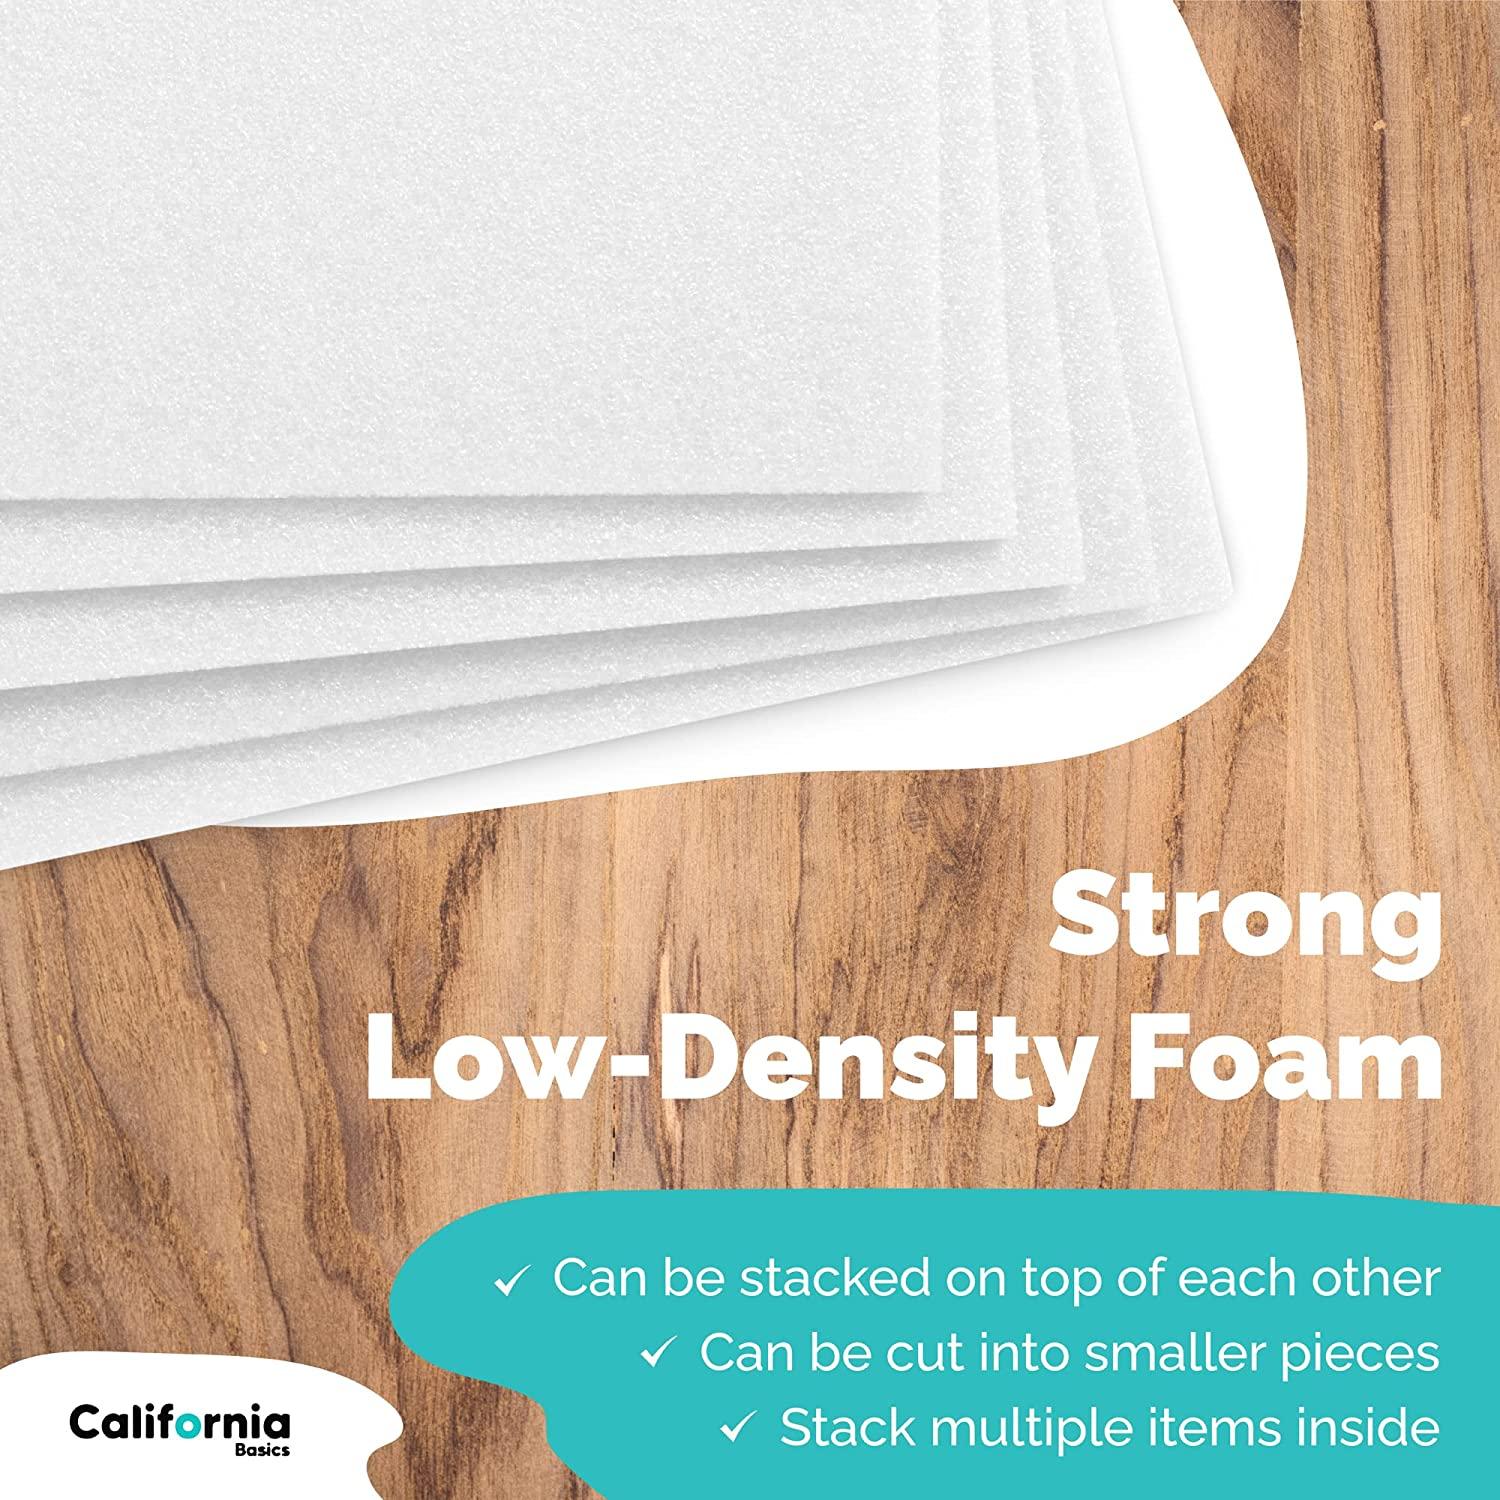 Strong
Low-Density Foam
✓ Can be stacked on top of each other
✓ Can be cut into smaller pieces
✓ Stack multiple items inside
California
Basics